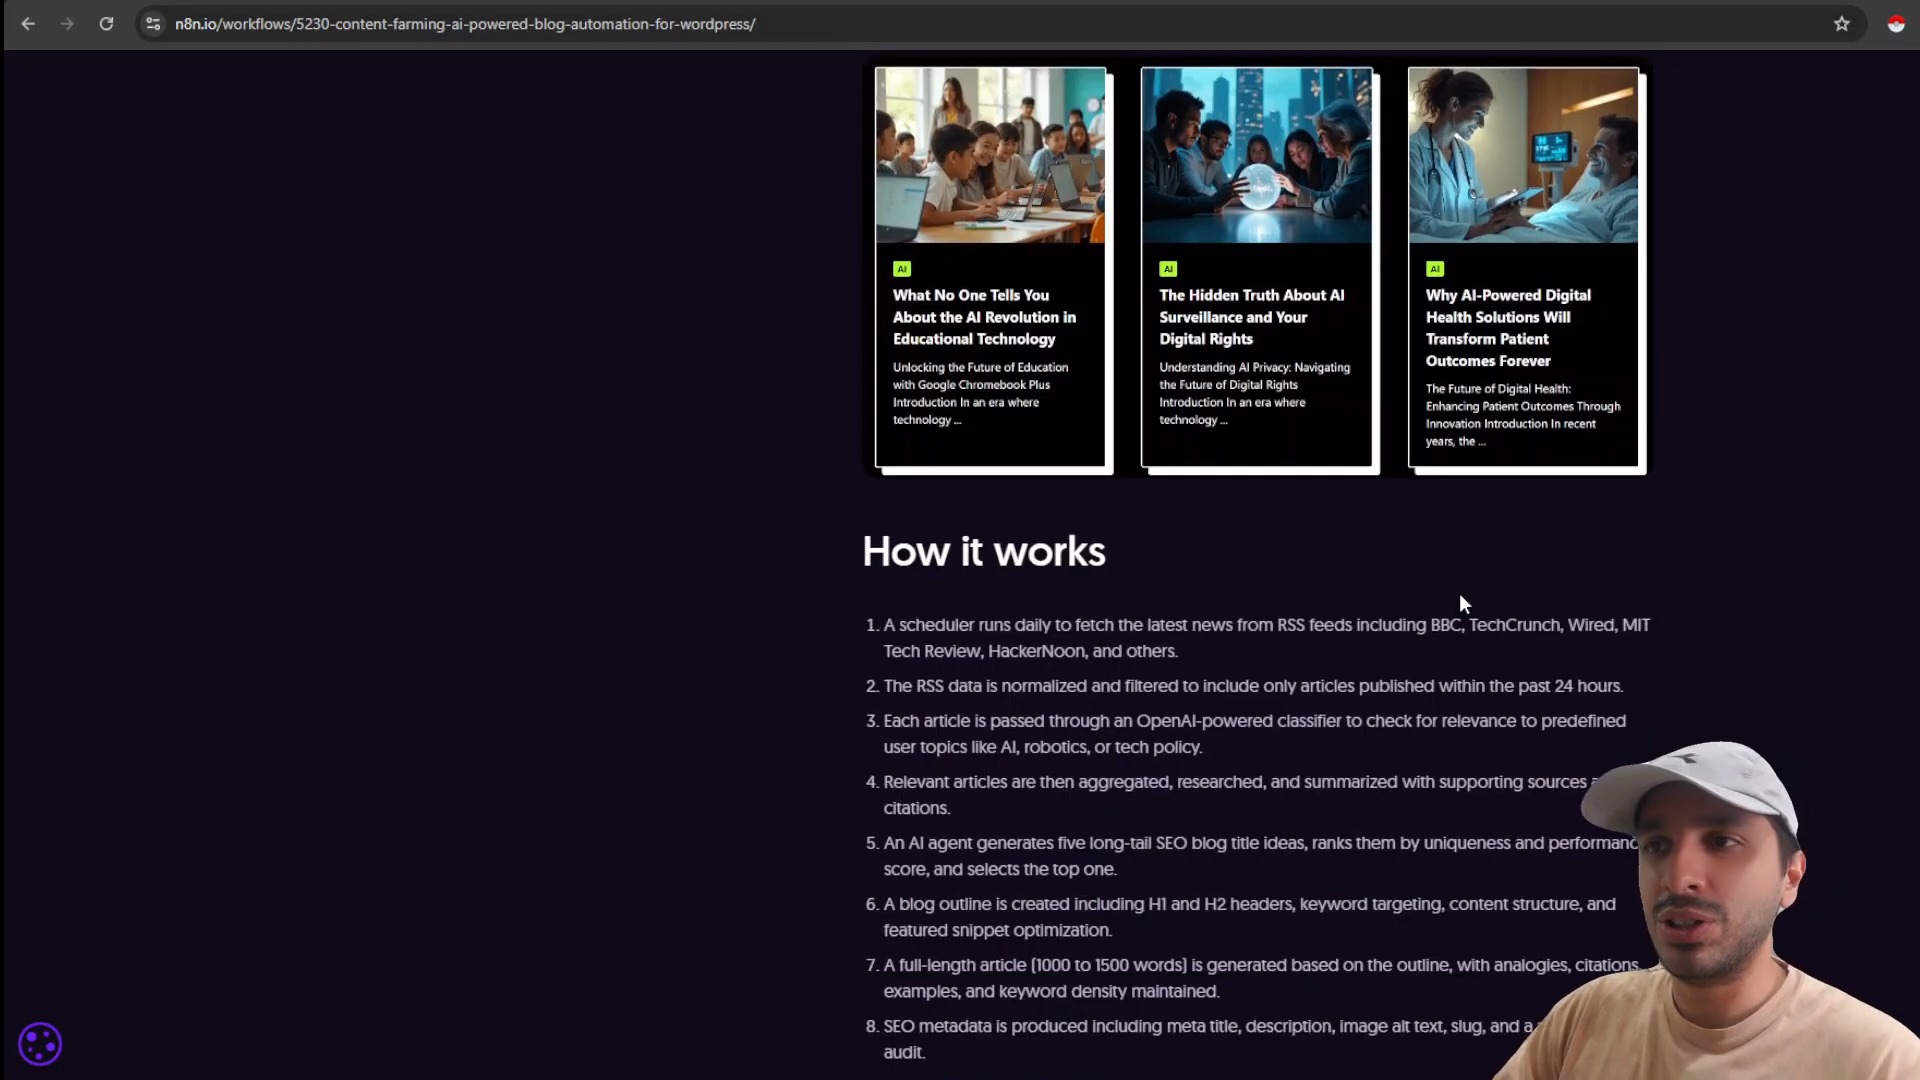 n8n.io/workflows/5230-content-farming-ai-powered-blog-automation-for-wordpress/
AI
What No One Tells You
About the AI Revolution in
Educational Technology
Unlocking the Future of Education
with Google Chromebook Plus
Introduction In an era where
technology ...
AI
The Hidden Truth About AI
Surveillance and Your
Digital Rights
Understanding AI Privacy: Navigating
the Future of Digital Rights
Introduction In an era where
technology ...
AI
Why AI-Powered Digital
Health Solutions Will
Transform Patient
Outcomes Forever
The Future of Digital Health:
Enhancing Patient Outcomes Through
Innovation Introduction In recent
years, the ...
How it works
1. A scheduler runs daily to fetch the latest news from RSS feeds including BBC, TechCrunch, Wired, MIT
Tech Review, HackerNoon, and others.
2. The RSS data is normalized and filtered to include only articles published within the past 24 hours.
3. Each article is passed through an OpenAI-powered classifier to check for relevance to predefined
user topics like AI, robotics, or tech policy.
4. Relevant articles are then aggregated, researched, and summarized with supporting sources
citations.
5. An AI agent generates five long-tail SEO blog title ideas, ranks them by uniqueness and performanc
score, and selects the top one.
6. A blog outline is created including H1 and H2 headers, keyword targeting, content structure, and
featured snippet optimization.
7. A full-length article (1000 to 1500 words) is generated based on the outline, with analogies, citations,
examples, and keyword density maintained.
8. SEO metadata is produced including meta title, description, image alt text, slug, and a
audit.